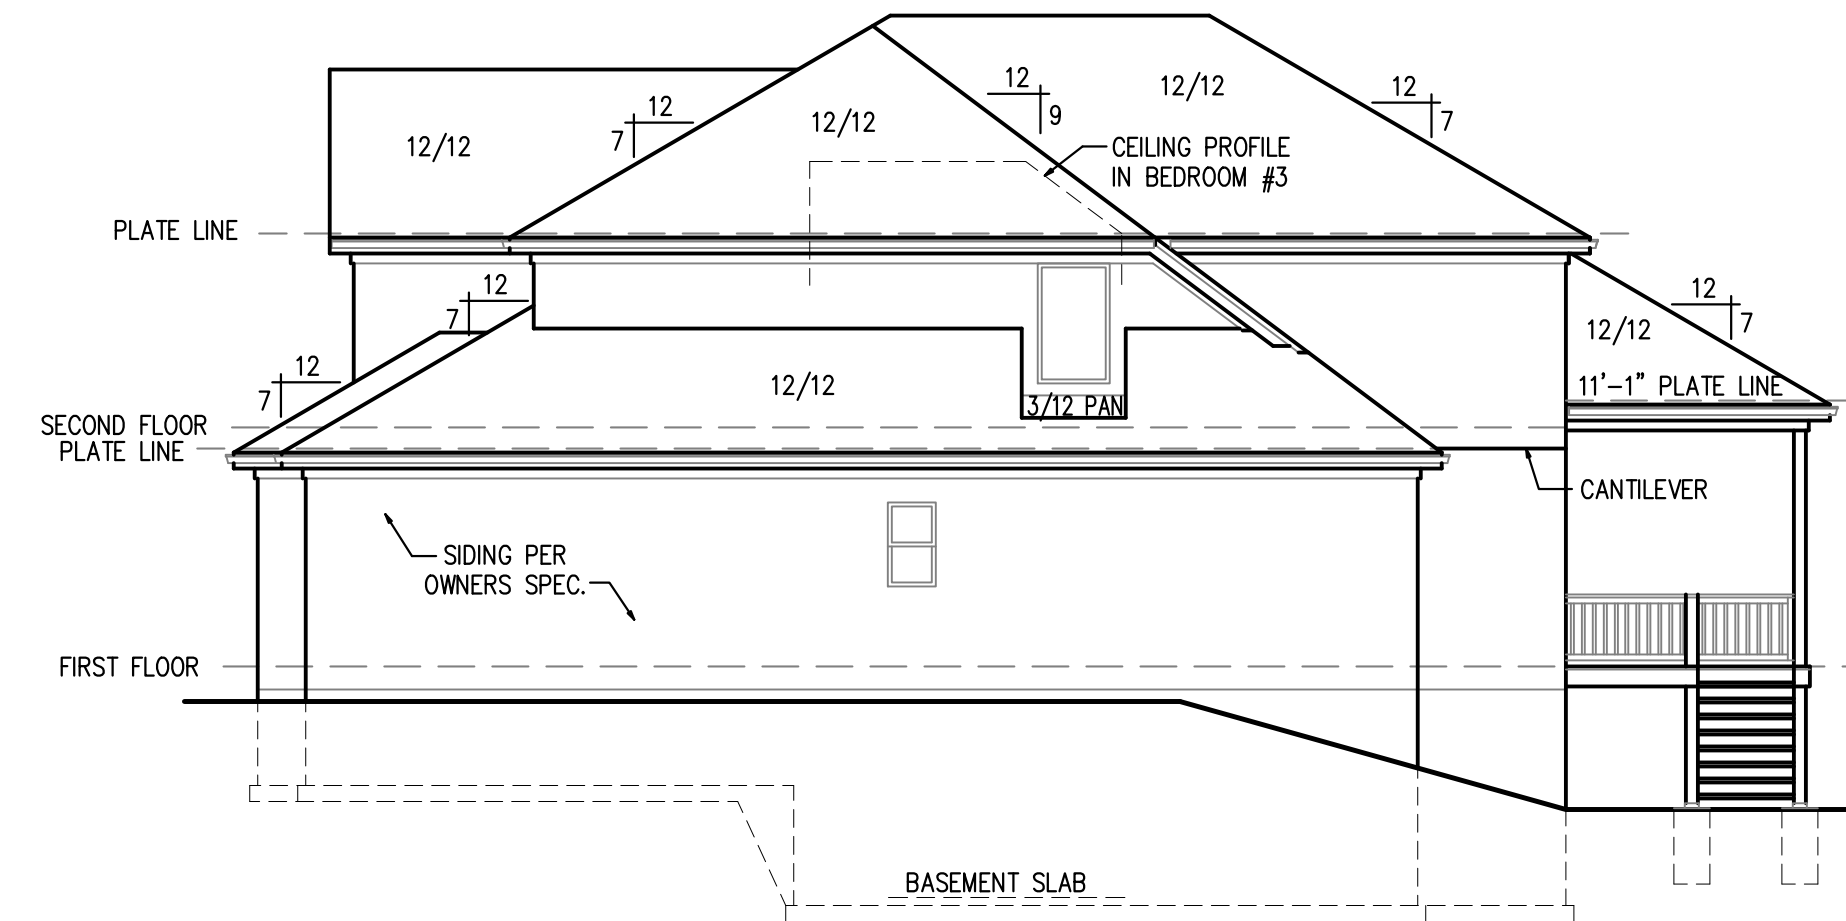 12
12/12
12
12
7
9
7
12/12
12/12
CEILING PROFILE
IN BEDROOM #3
PLATE LINE
12
7
12
7
12/12
12
7
12/12
11'-1" PLATE LINE
3/12 PAN
SECOND FLOOR
PLATE LINE
CANTILEVER
SIDING PER
OWNERS SPEC.
FIRST FLOOR
BASEMENT SLAB